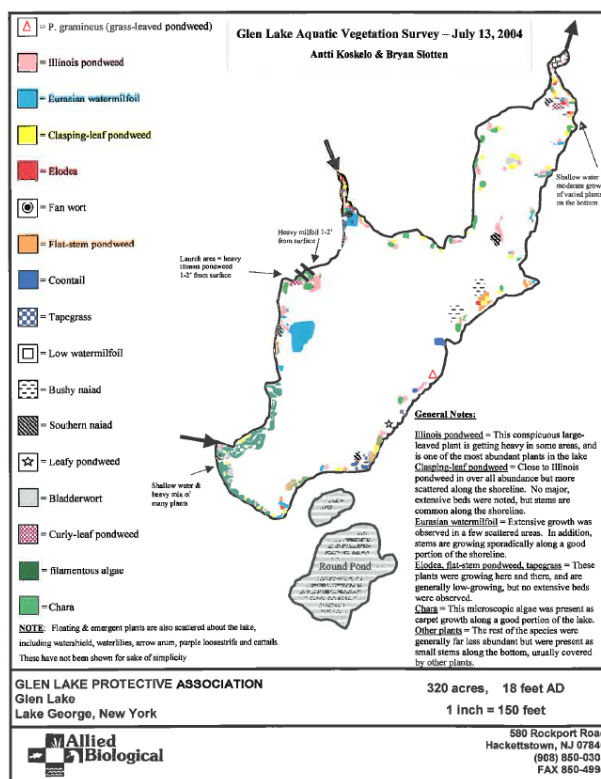 Glen Lake Aquatic Vegetation Survey – July 13, 2004
Antti Koskelo & Bryan Slotten
= P. gramineus (grass-leaved pondweed)
= Illinois pondweed
= Eurasian watermilfoil
= Clasping-leaf pondweed
= Elodea
= Fan wort
= Flat-stem pondweed
= Coontail
= Tapegrass
= Low watermilfoil
= Bushy naiad
= Southern naiad
= Leafy pondweed
= Bladderwort
= Curly-leaf pondweed
= filamentous algae
= Chara
NOTE: Floating & emergent plants are also scattered about the lake,
including watershield, waterlilies, arrow arum, purple loosestrife and cattails.
These have not been shown for sake of simplicity
Shallow water
moderate grow
of varied plants
on the bottom
Heavy milfoil 1-2'
from surface
Launch area = heavy
illinois pondweed
1-2' from surface
Shallow water &
heavy mix of
many plants
Round Pond
General Notes:
Illinois pondweed = This conspicuous large-
leaved plant is getting heavy in some areas, and
is one of the most abundant plants in the lake
Clasping-leaf pondweed = Close to Illinois
pondweed in over all abundance but more
scattered along the shoreline. No major,
extensive beds were noted, but stems are
common along the shoreline.
Eurasian watermilfoil = Extensive growth was
observed in a few scattered areas. In addition,
stems are growing sporadically along a good
portion of the shoreline.
Elodea, flat-stem pondweed, tapegrass = These
plants were growing here and there, and are
generally low-growing, but no extensive beds
were observed.
Chara = This microscopic algae was present as
carpet growth along a good portion of the lake.
Other plants = The rest of the species were
generally far less abundant but were present as
small stems along the bottom, usually covered
by other plants.
GLEN LAKE PROTECTIVE ASSOCIATION
Glen Lake
Lake George, New York
320 acres, 18 feet AD
1 inch = 150 feet
Allied
Biological
580 Rockport Road
Hackettstown, NJ 0784
(908) 850-030
FAX 850-499